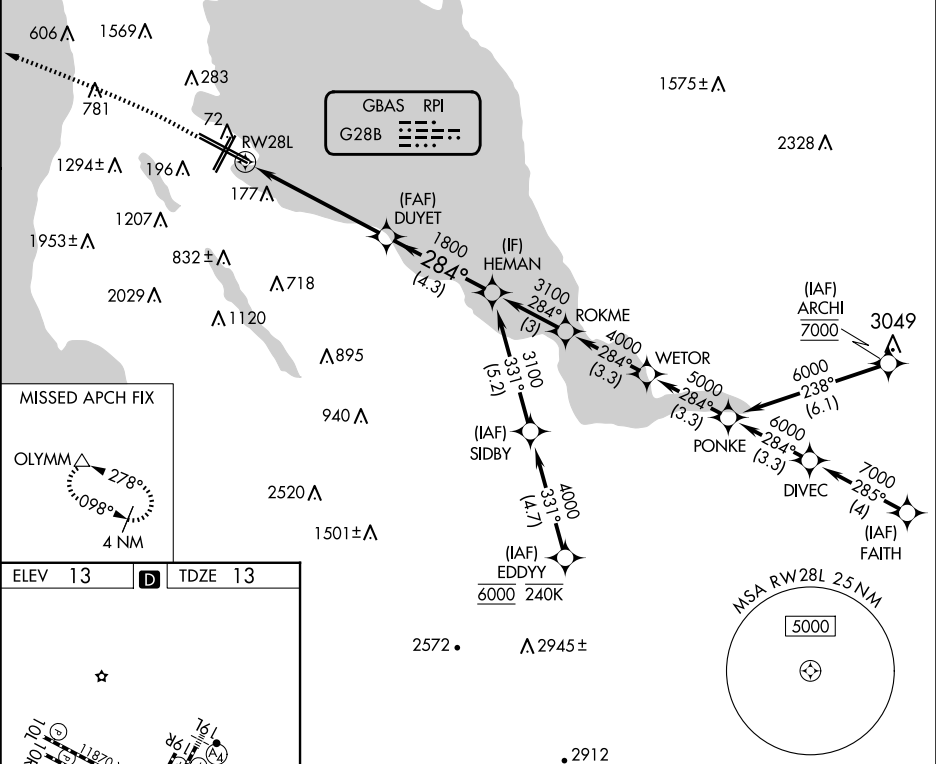 606
1569
283
781
72
RW28L
GBAS RPI
G28B
1575±
2328
1294±
196
177
1207
1953±
832±
2029
718
1120
895
940
2520
1501±
(FAF)
DUYET
1800
284°
(4.3)
(IF)
HEMAN
3100
284°
(3)
ROKME
4000
284°
(3.3)
WETOR
5000
284°
(3.3)
PONKE
(IAF)
ARCHI
7000
3049
6000
238°
(6.1)
6000
284°
(3.3)
DIVEC
7000
285°
(4)
(IAF)
FAITH
3100
331°
(5.2)
(IAF)
SIDBY
4000
331°
(4.7)
(IAF)
EDDYY
6000 240K
MISSED APCH FIX
OLYMM
278°
098°
4 NM
ELEV 13 D TDZE 13
10L
P
11870
10R
P
19L
19R
A
2572
2945±
2912
MSA RW28L 25 NM
5000